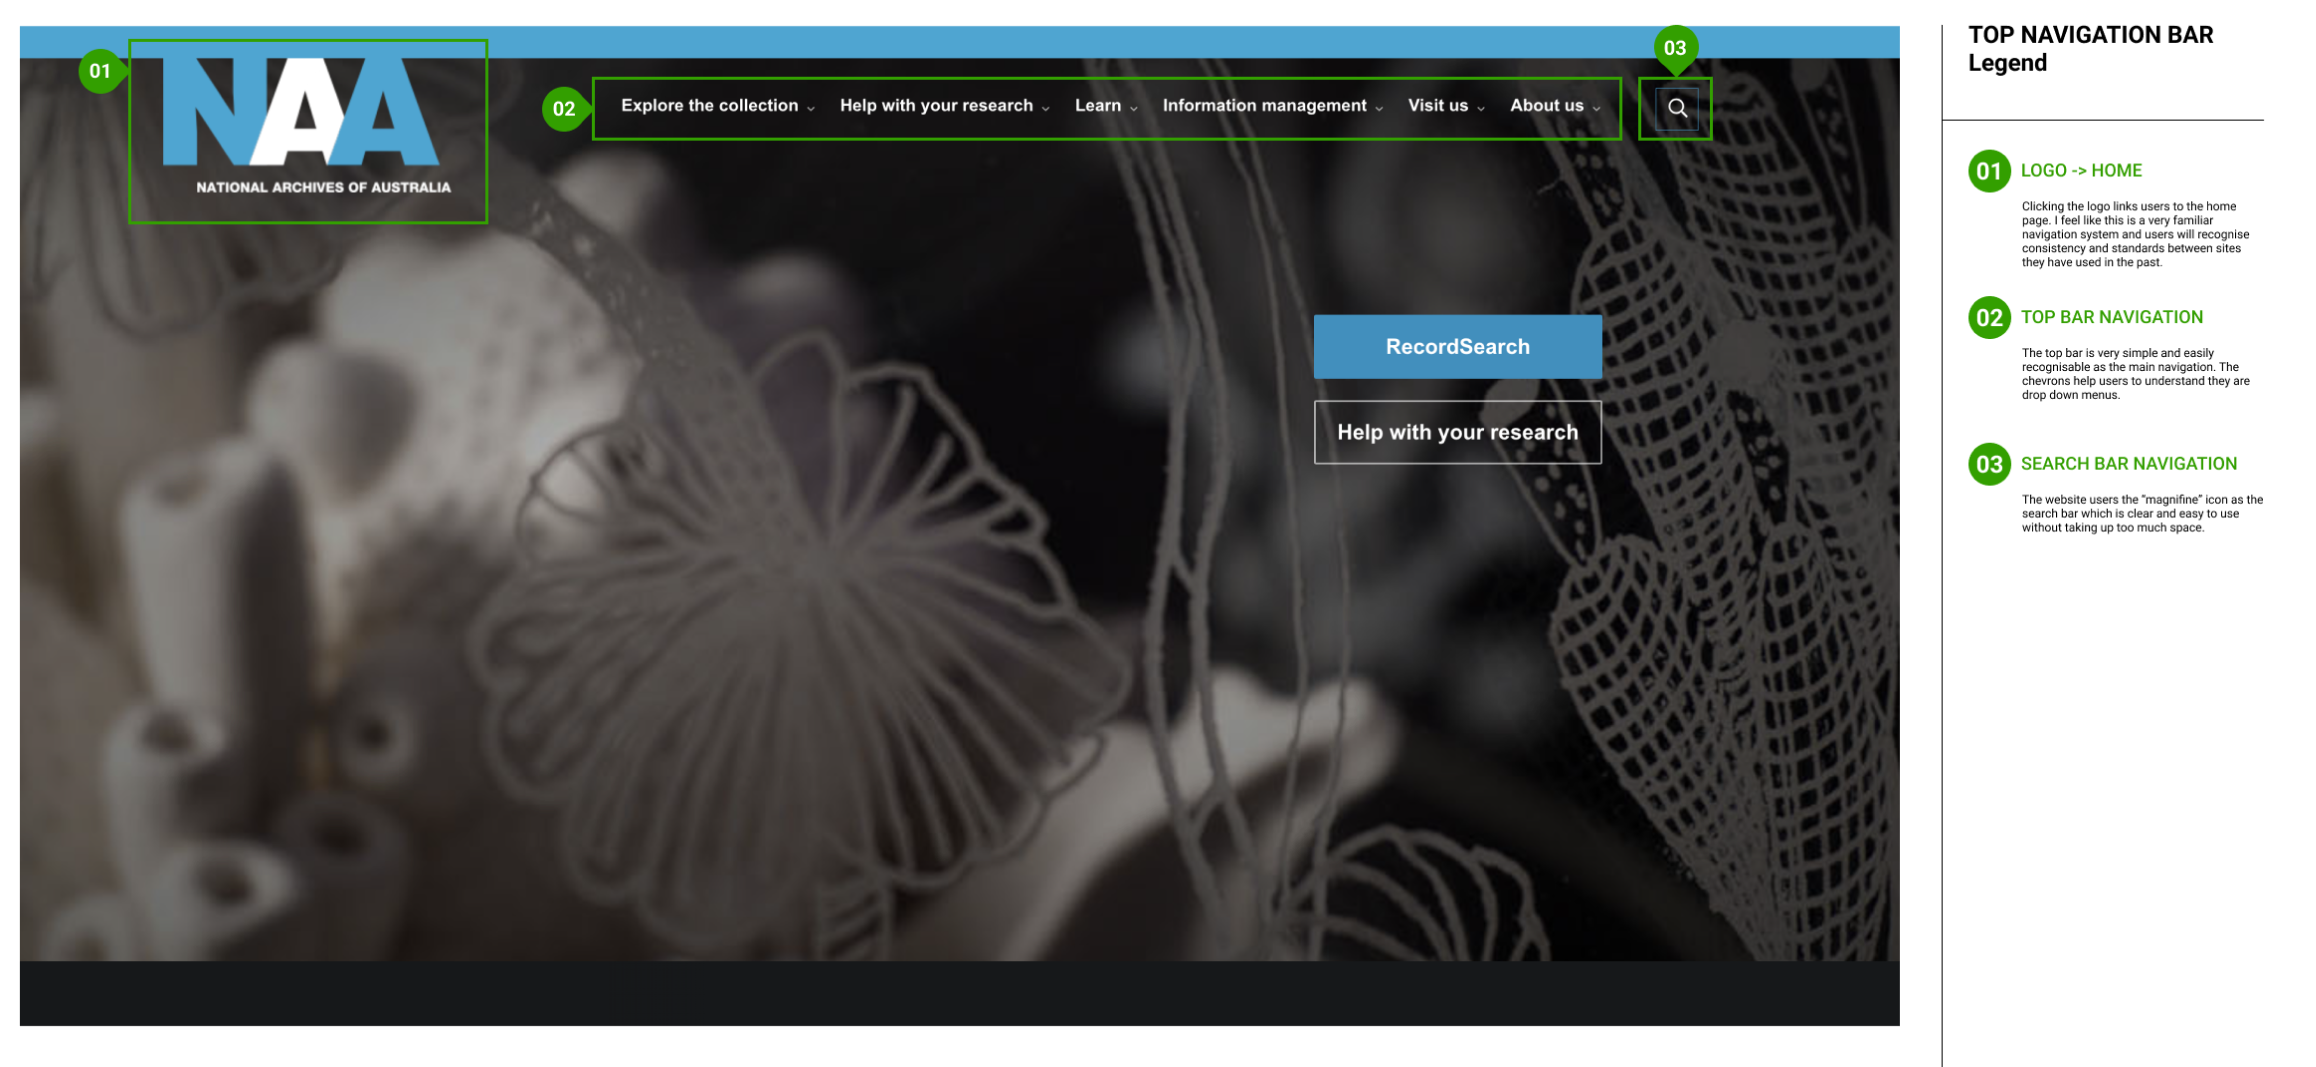 01
NAA
NATIONAL ARCHIVES OF AUSTRALIA
02
Explore the collection Help with your research Learn Information management Visit us About us
03
RecordSearch
Help with your research
TOP NAVIGATION BAR
Legend
01 LOGO -> HOME
Clicking the logo links users to the home
page. I feel like this is a very familiar
navigation system and users will recognise
consistency and standards between sites
they have used in the past.
02 TOP BAR NAVIGATION
The top bar is very simple and easily
recognisable as the main navigation. The
chevrons help users to understand they are
drop down menus.
03 SEARCH BAR NAVIGATION
The website users the “magnifine” icon as the
search bar which is clear and easy to use
without taking up too much space.